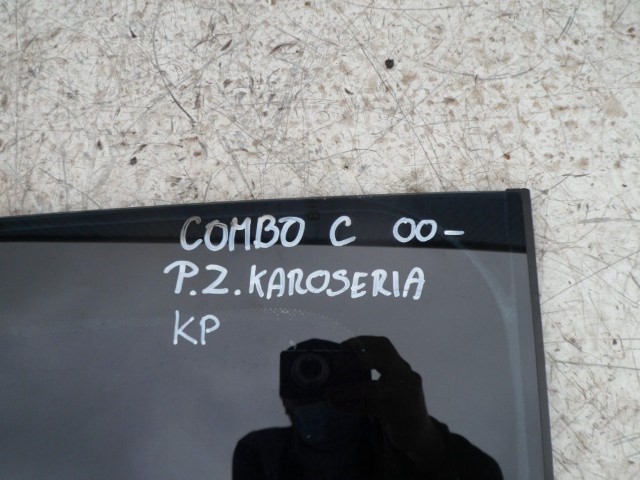 COMBO C 00-
P.Z. KAROSERIA
KP